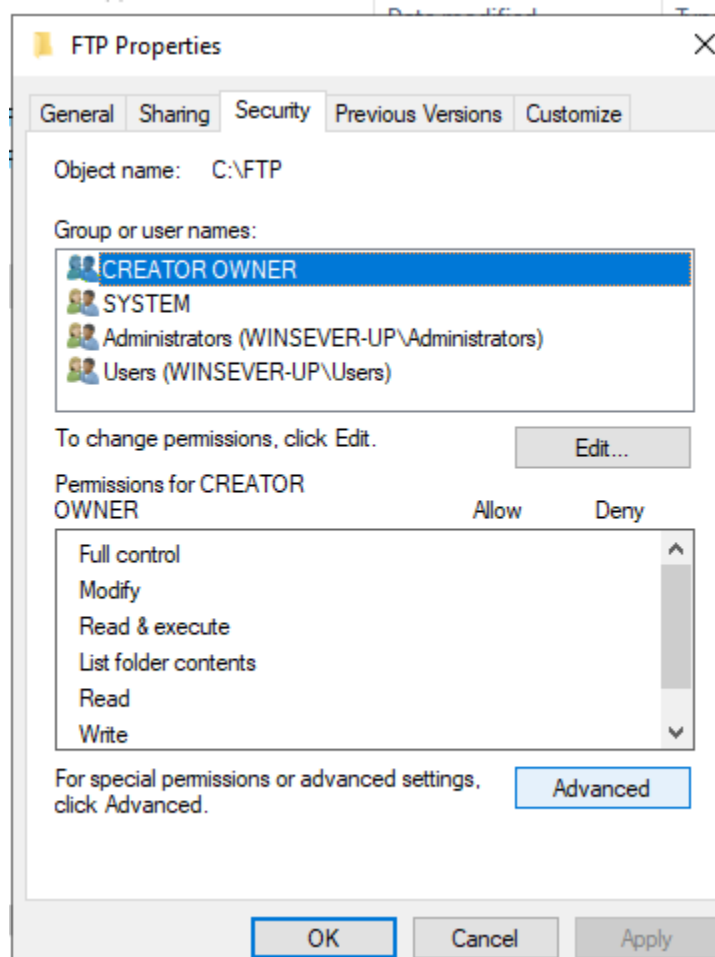 Date modified
FTP Properties
General Sharing Security Previous Versions Customize
Object name: C:\FTP
Group or user names:
CREATOR OWNER
SYSTEM
Administrators (WINSEVER-UP\Administrators)
Users (WINSEVER-UP\Users)
To change permissions, click Edit.
Edit...
Permissions for CREATOR
OWNER Allow Deny
Full control
Modify
Read & execute
List folder contents
Read
Write
For special permissions or advanced settings,
click Advanced.
Advanced
OK Cancel Apply